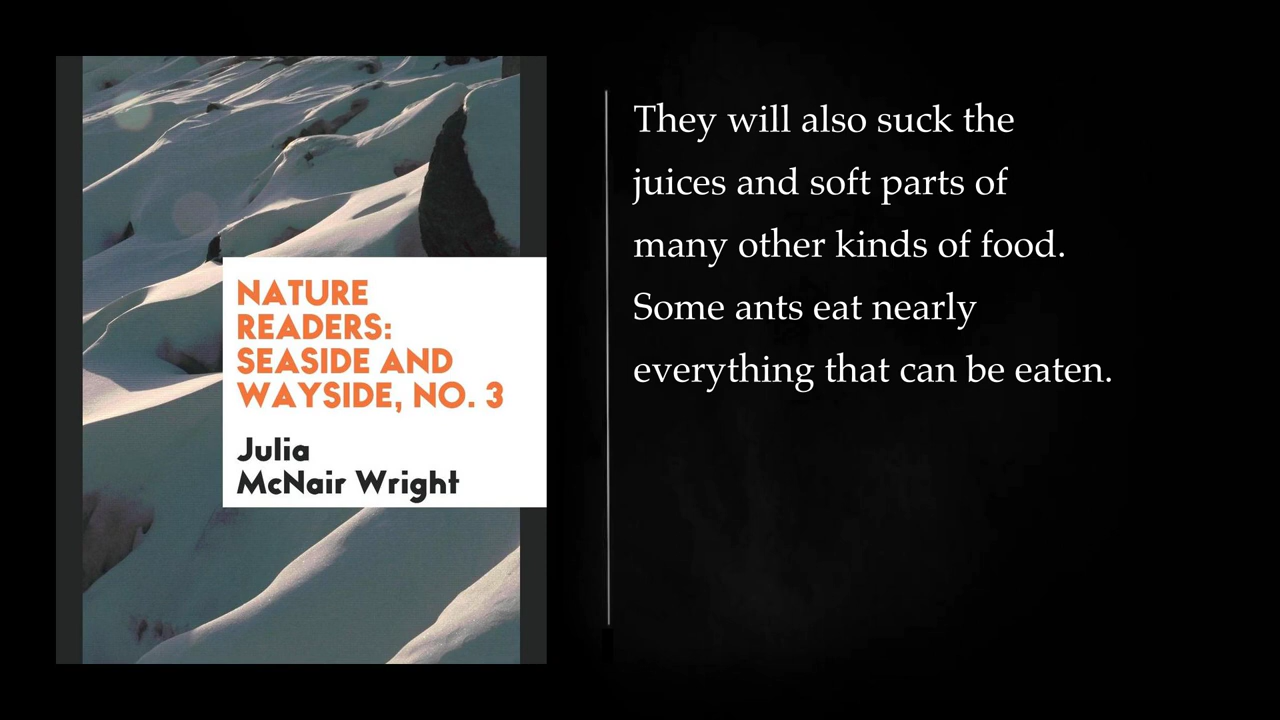 NATURE
READERS:
SEASIDE AND
WAYSIDE, NO. 3
Julia
McNair Wright
They will also suck the
juices and soft parts of
many other kinds of food.
Some ants eat nearly
everything that can be eaten.